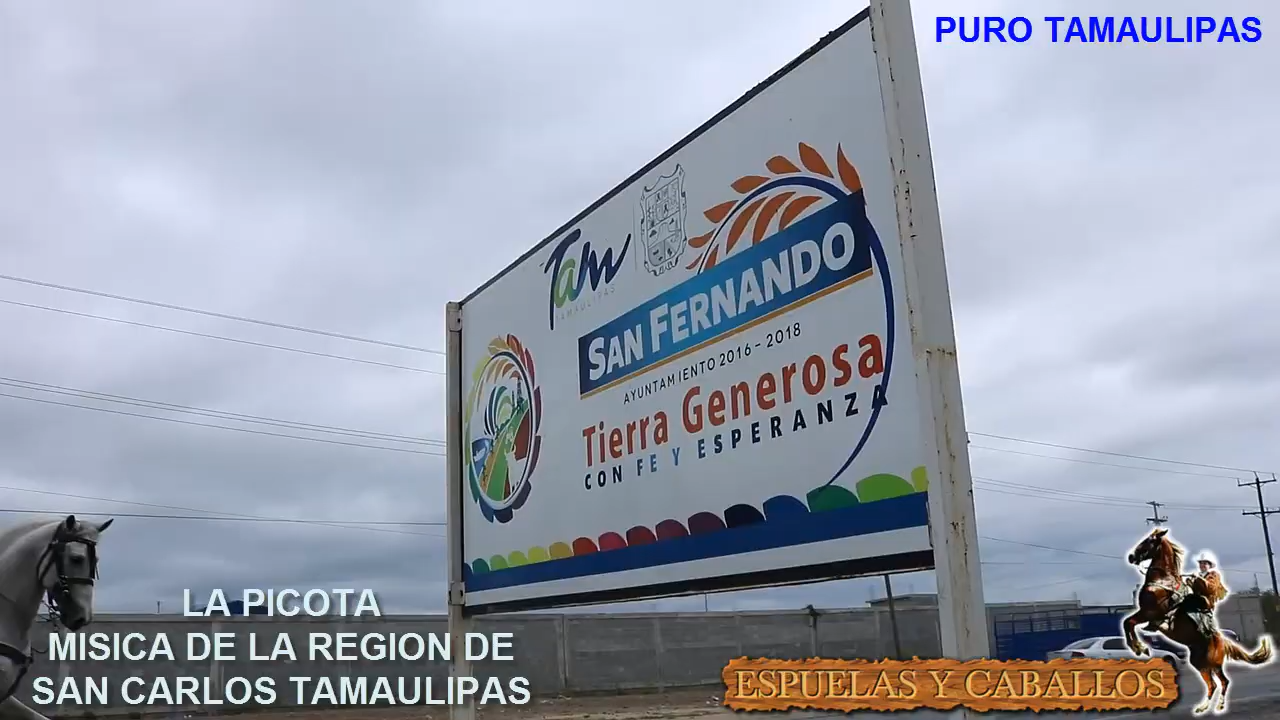 PURO TAMAULIPAS
Tam
TAMAULIPAS
SAN FERNANDO
AYUNTAMIENTO 2016 - 2018
Tierra Generosa
CON FE Y ESPERANZA
LA PICOTA
MISICA DE LA REGION DE
SAN CARLOS TAMAULIPAS
ESPUELAS Y CABALLOS